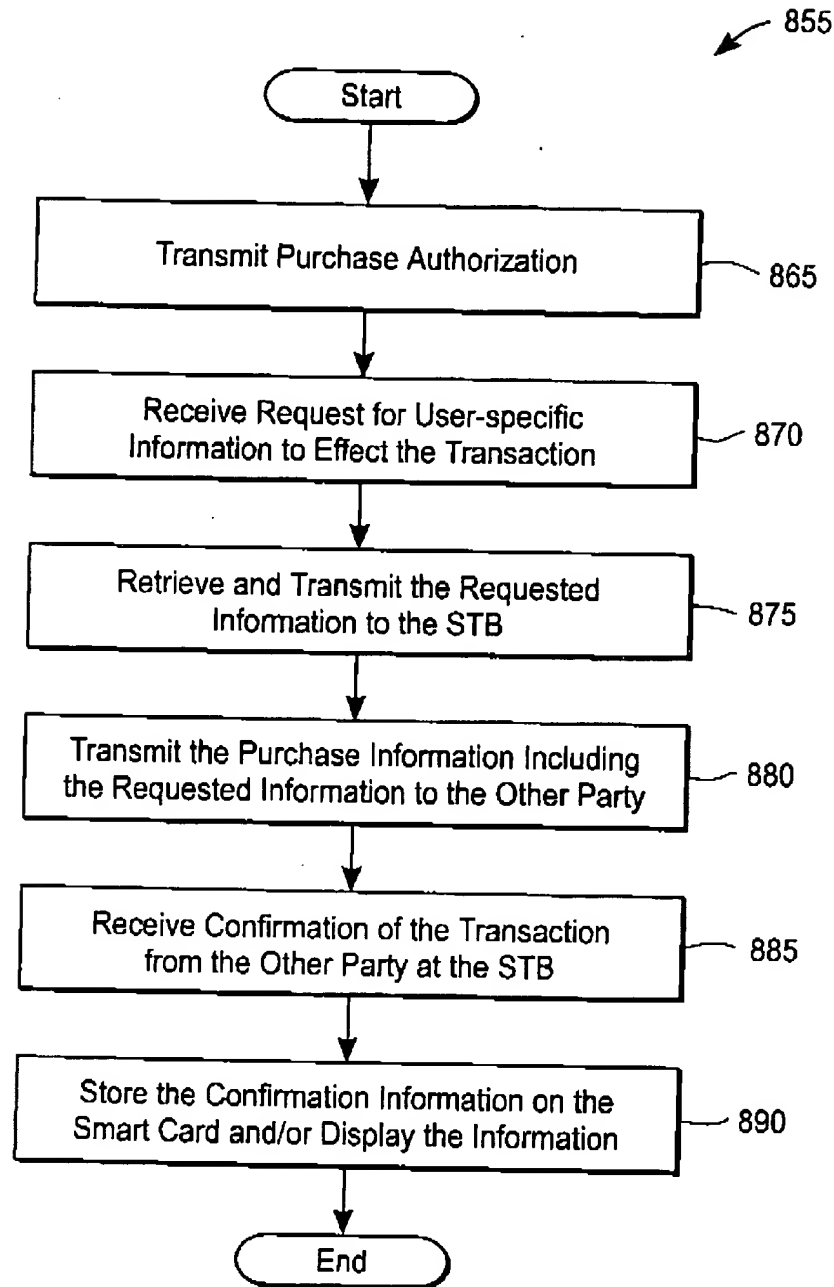 855
Start
Transmit Purchase Authorization
865
Receive Request for User-specific
Information to Effect the Transaction
870
Retrieve and Transmit the Requested
Information to the STB
875
Transmit the Purchase Information Including
the Requested Information to the Other Party
880
Receive Confirmation of the Transaction
from the Other Party at the STB
885
Store the Confirmation Information on the
Smart Card and/or Display the Information
890
End